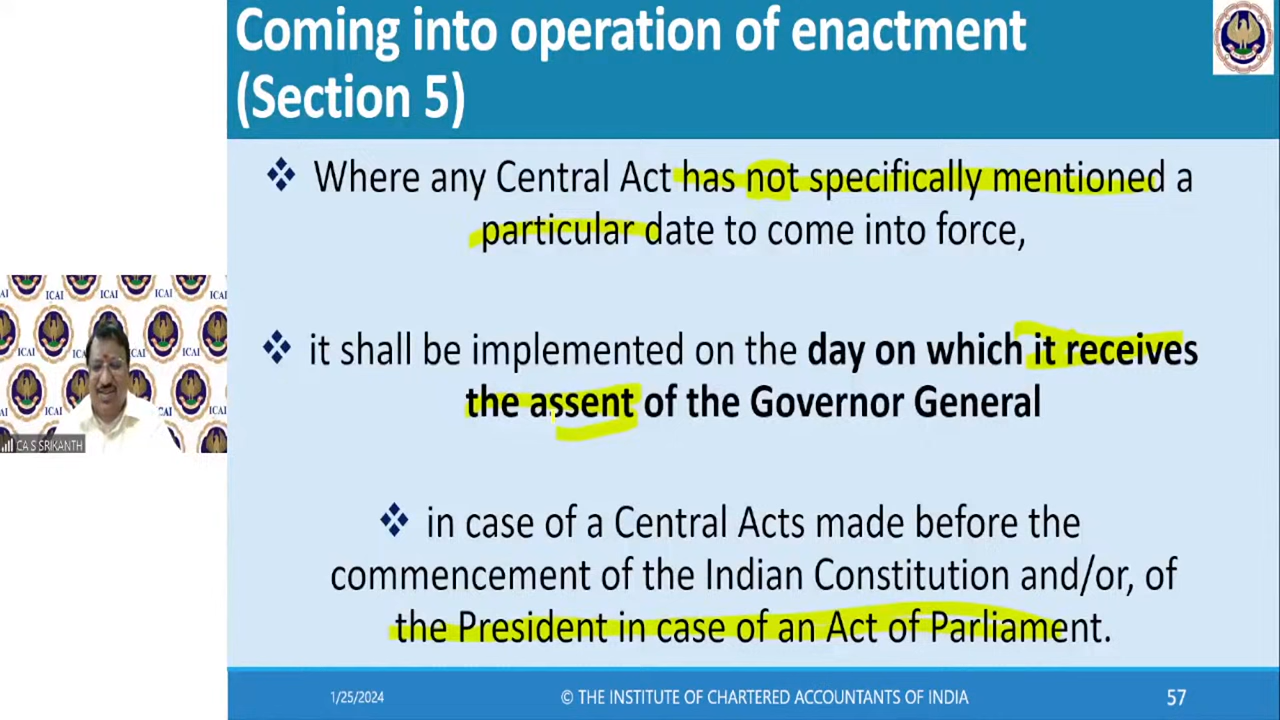 Coming into operation of enactment
(Section 5)
❖ Where any Central Act has not specifically mentioned a
particular date to come into force,
❖ it shall be implemented on the day on which it receives
the assent of the Governor General
❖ in case of a Central Acts made before the
commencement of the Indian Constitution and/or, of
the President in case of an Act of Parliament.
ICAI
ICAI
ICAI
CA S SRIKANTH
1/25/2024
© THE INSTITUTE OF CHARTERED ACCOUNTANTS OF INDIA
57